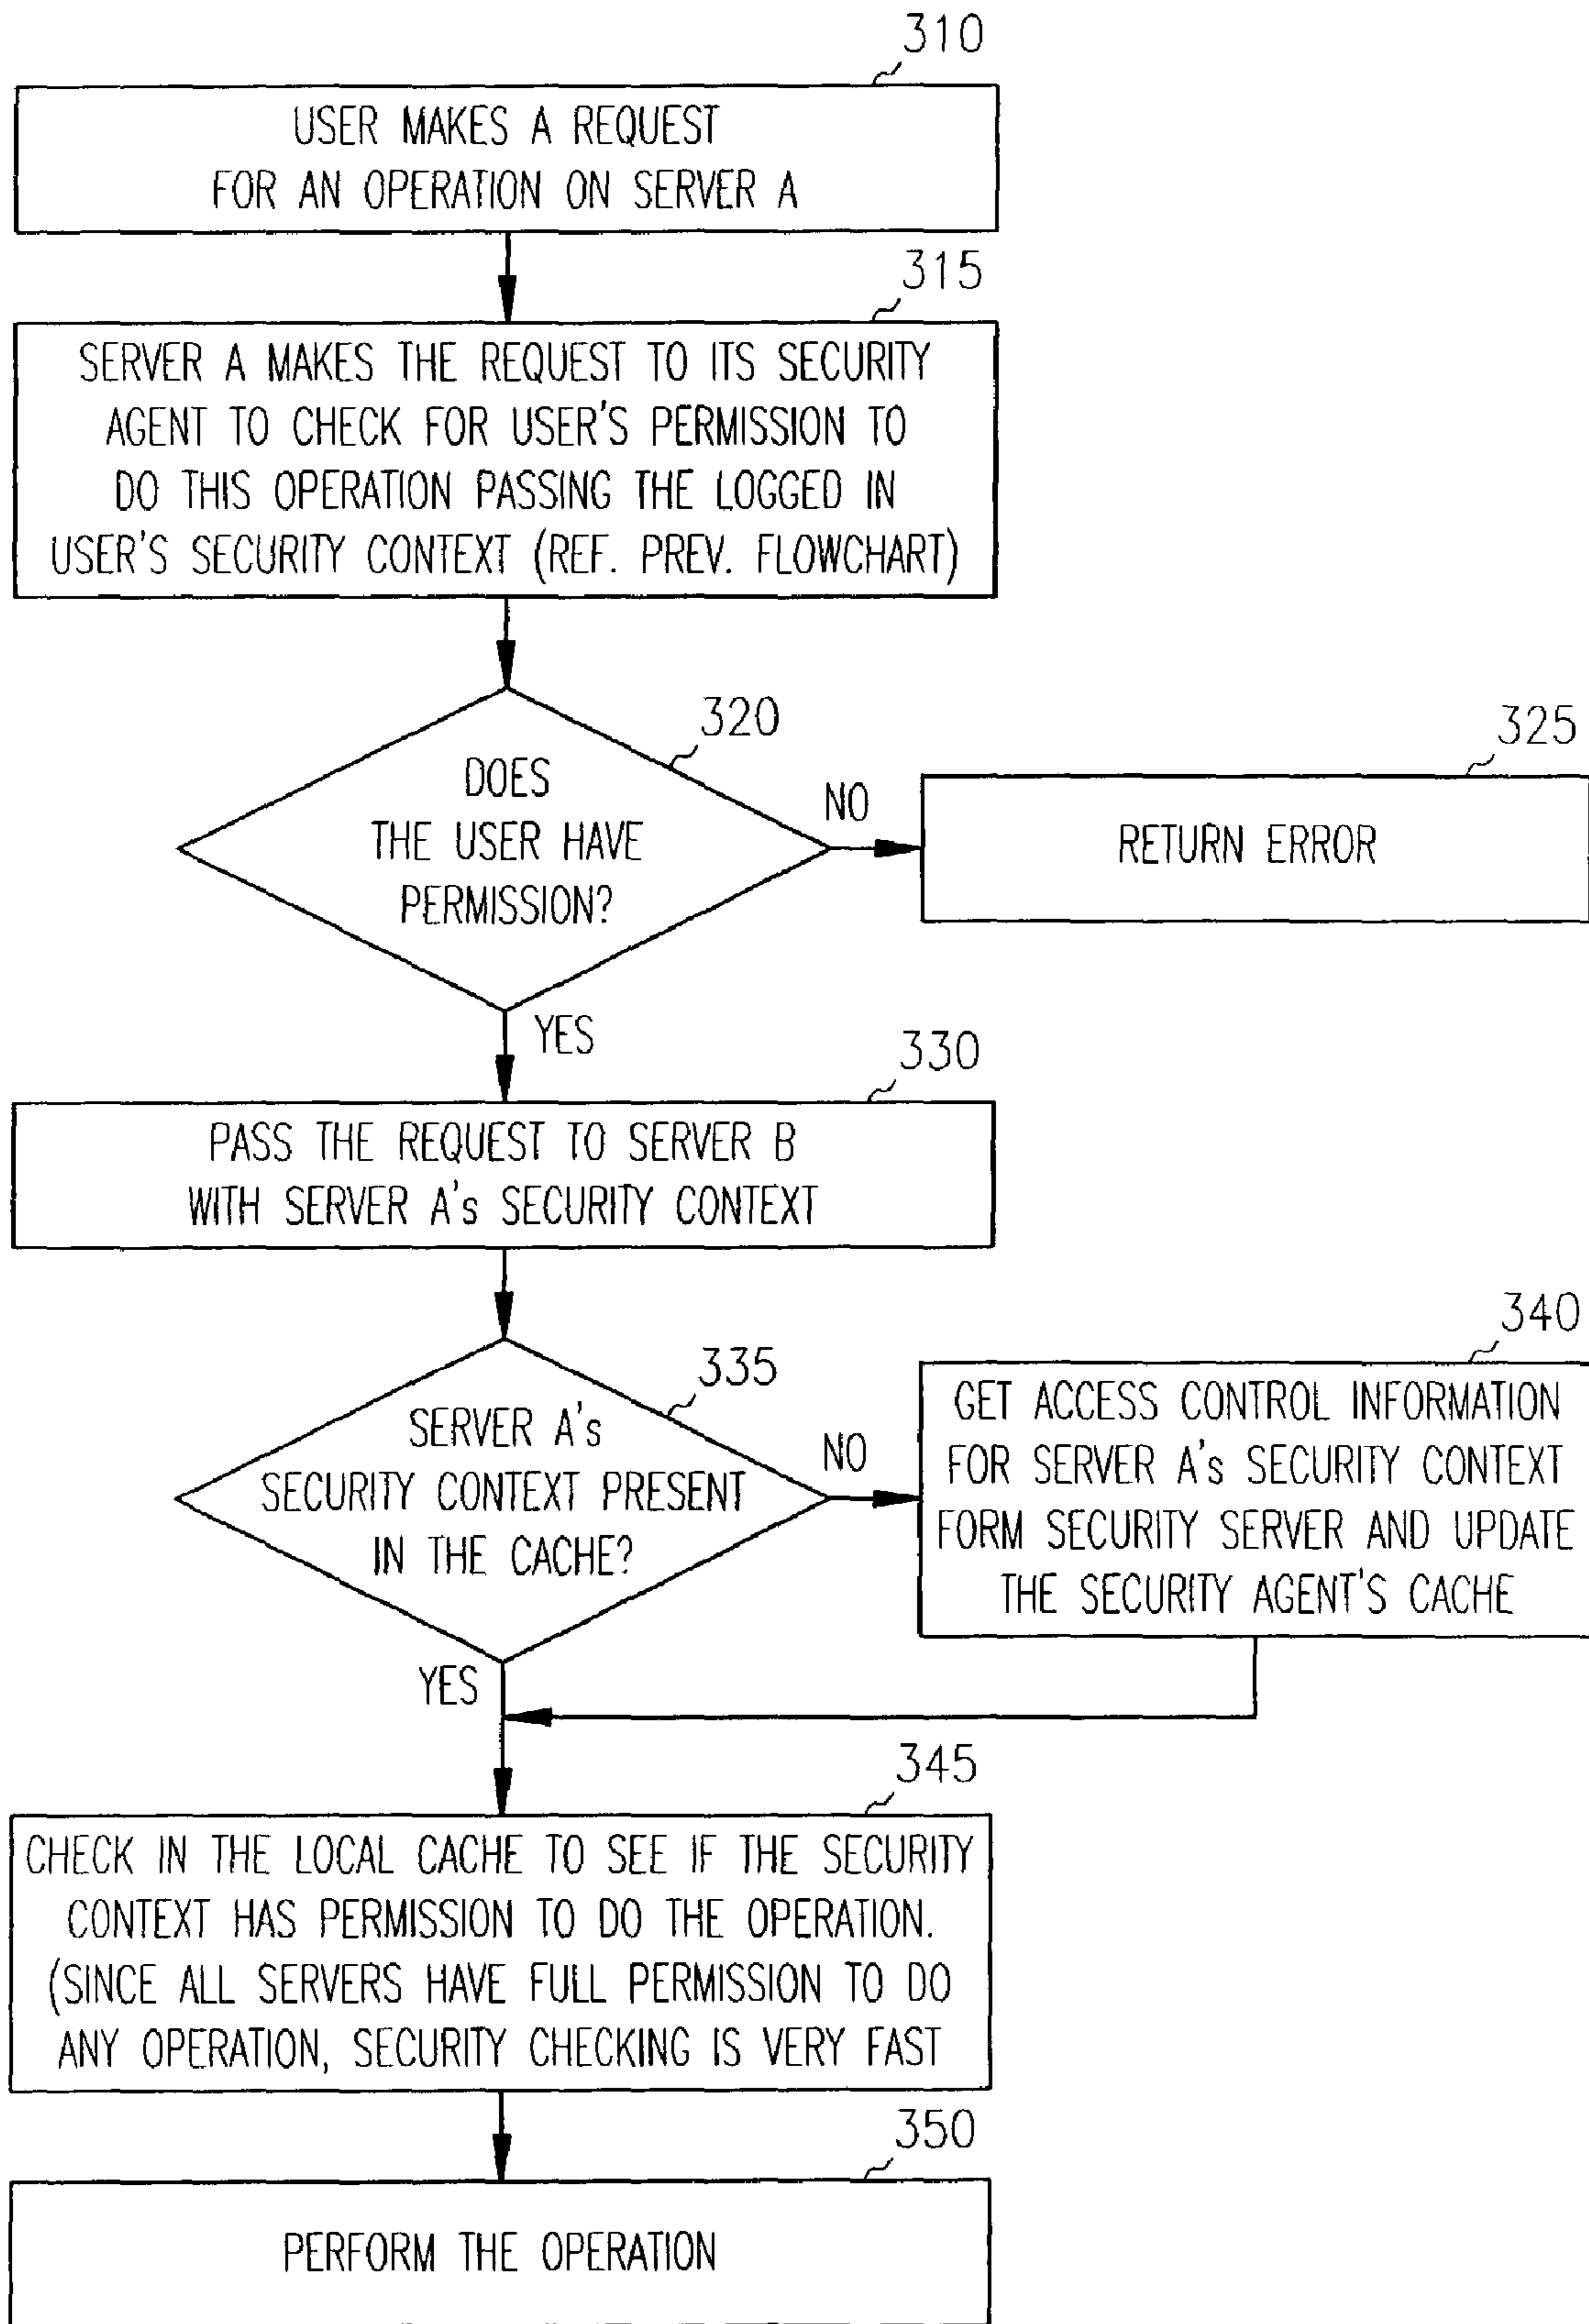 310
USER MAKES A REQUEST
FOR AN OPERATION ON SERVER A
315
SERVER A MAKES THE REQUEST TO ITS SECURITY
AGENT TO CHECK FOR USER'S PERMISSION TO
DO THIS OPERATION PASSING THE LOGGED IN
USER'S SECURITY CONTEXT (REF. PREV. FLOWCHART)
320
DOES
THE USER HAVE
PERMISSION?
NO
325
RETURN ERROR
YES
330
PASS THE REQUEST TO SERVER B
WITH SERVER A's SECURITY CONTEXT
335
SERVER A's
SECURITY CONTEXT PRESENT
IN THE CACHE?
NO
340
GET ACCESS CONTROL INFORMATION
FOR SERVER A's SECURITY CONTEXT
FORM SECURITY SERVER AND UPDATE
THE SECURITY AGENT'S CACHE
YES
345
CHECK IN THE LOCAL CACHE TO SEE IF THE SECURITY
CONTEXT HAS PERMISSION TO DO THE OPERATION.
(SINCE ALL SERVERS HAVE FULL PERMISSION TO DO
ANY OPERATION, SECURITY CHECKING IS VERY FAST
350
PERFORM THE OPERATION